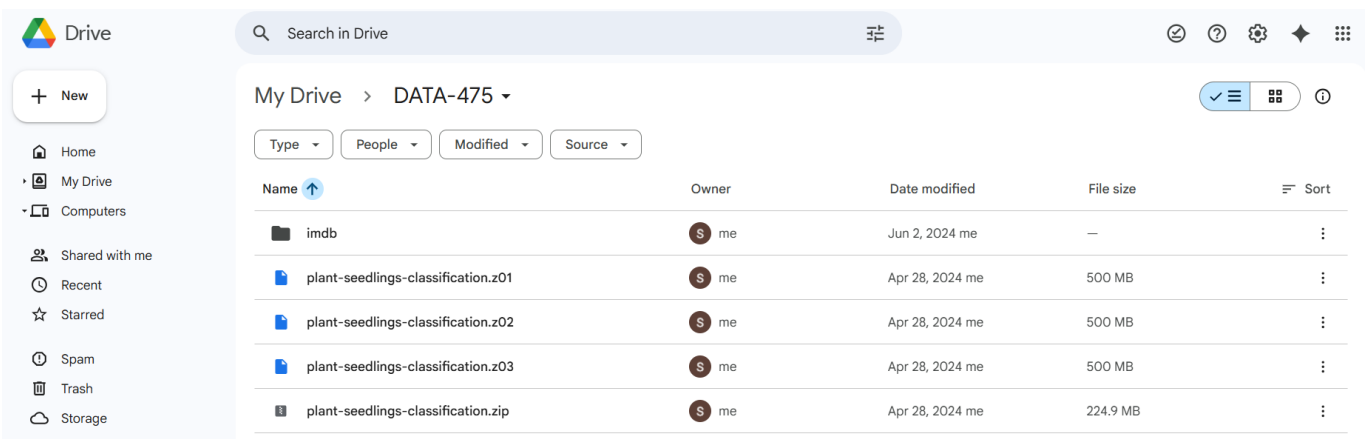 Drive
Search in Drive
New
My Drive > DATA-475
Type People Modified Source
Home
My Drive
Computers
Shared with me
Recent
Starred
Spam
Trash
Storage
Name Owner Date modified File size Sort
imdb S me Jun 2, 2024 me —
plant-seedlings-classification.z01 S me Apr 28, 2024 me 500 MB
plant-seedlings-classification.z02 S me Apr 28, 2024 me 500 MB
plant-seedlings-classification.z03 S me Apr 28, 2024 me 500 MB
plant-seedlings-classification.zip S me Apr 28, 2024 me 224.9 MB